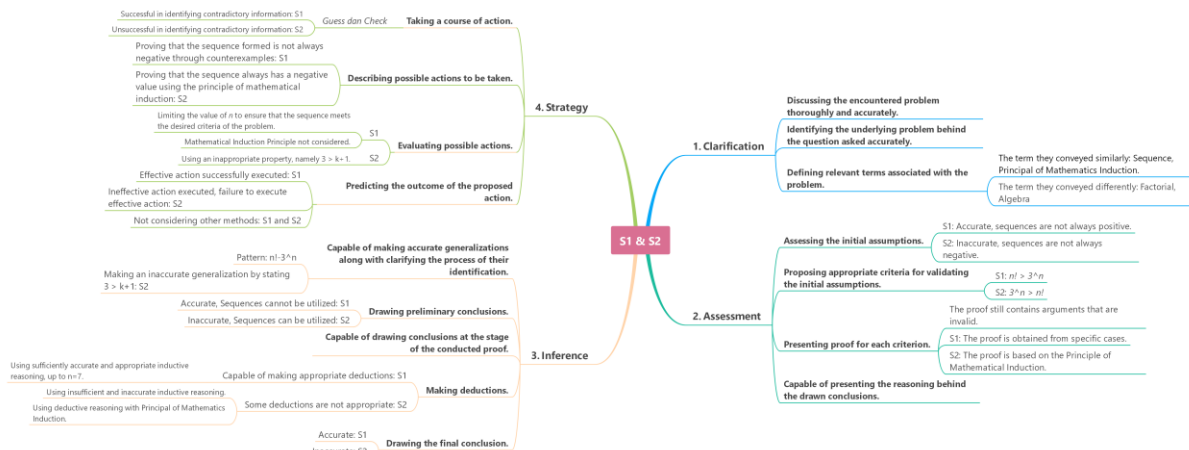 S1 & S2
1. Clarification
Discussing the encountered problem
thoroughly and accurately.
Identifying the underlying problem behind
the question asked accurately.
Defining relevant terms associated with the
problem.
The term they conveyed similarly: Sequence,
Principal of Mathematics Induction.
The term they conveyed differently: Factorial,
Algebra
2. Assessment
Assessing the initial assumptions.
S1: Accurate, sequences are not always positive.
S2: Inaccurate, sequences are not always
negative.
Proposing appropriate criteria for validating
the initial assumptions.
S1: n! > 3^n
S2: 3^n > n!
Presenting proof for each criterion.
The proof still contains arguments that are
invalid.
S1: The proof is obtained from specific cases.
S2: The proof is based on the Principle of
Mathematical Induction.
Capable of presenting the reasoning behind
the drawn conclusions.
3. Inference
Capable of making accurate generalizations
along with clarifying the process of their
identification.
Pattern: n!-3^n
Making an inaccurate generalization by stating
3 > k+1: S2
Drawing preliminary conclusions.
Accurate, Sequences cannot be utilized: S1
Inaccurate, Sequences can be utilized: S2
Capable of drawing conclusions at the stage
of the conducted proof.
Making deductions.
Capable of making appropriate deductions: S1
Using sufficiently accurate and appropriate inductive
reasoning, up to n=7.
Some deductions are not appropriate: S2
Using insufficient and inaccurate inductive reasoning.
Using deductive reasoning with Principal of Mathematics
Induction.
Drawing the final conclusion.
Accurate: S1
4. Strategy
Taking a course of action.
Guess dan Check
Successful in identifying contradictory information: S1
Unsuccessful in identifying contradictory information: S2
Describing possible actions to be taken.
Proving that the sequence formed is not always
negative through counterexamples: S1
Proving that the sequence always has a negative
value using the principle of mathematical
induction: S2
Evaluating possible actions.
S1
Limiting the value of n to ensure that the sequence meets
the desired criteria of the problem.
Mathematical Induction Principle not considered.
S2
Using an inappropriate property, namely 3 > k+1.
Predicting the outcome of the proposed
action.
Effective action successfully executed: S1
Ineffective action executed, failure to execute
effective action: S2
Not considering other methods: S1 and S2